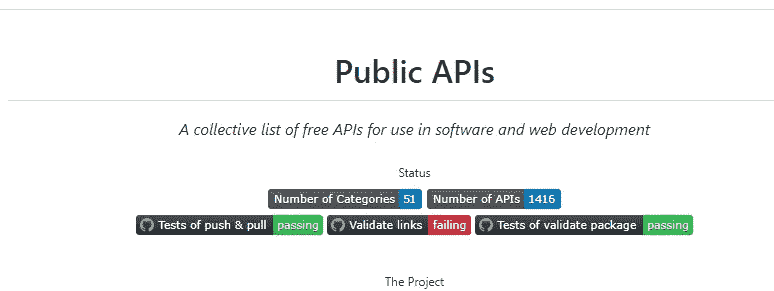 Public APIs
A collective list of free APIs for use in software and web development
Status
Number of Categories 51 Number of APIs 1416
Tests of push & pull passing Validate links failing Tests of validate package passing
The Project